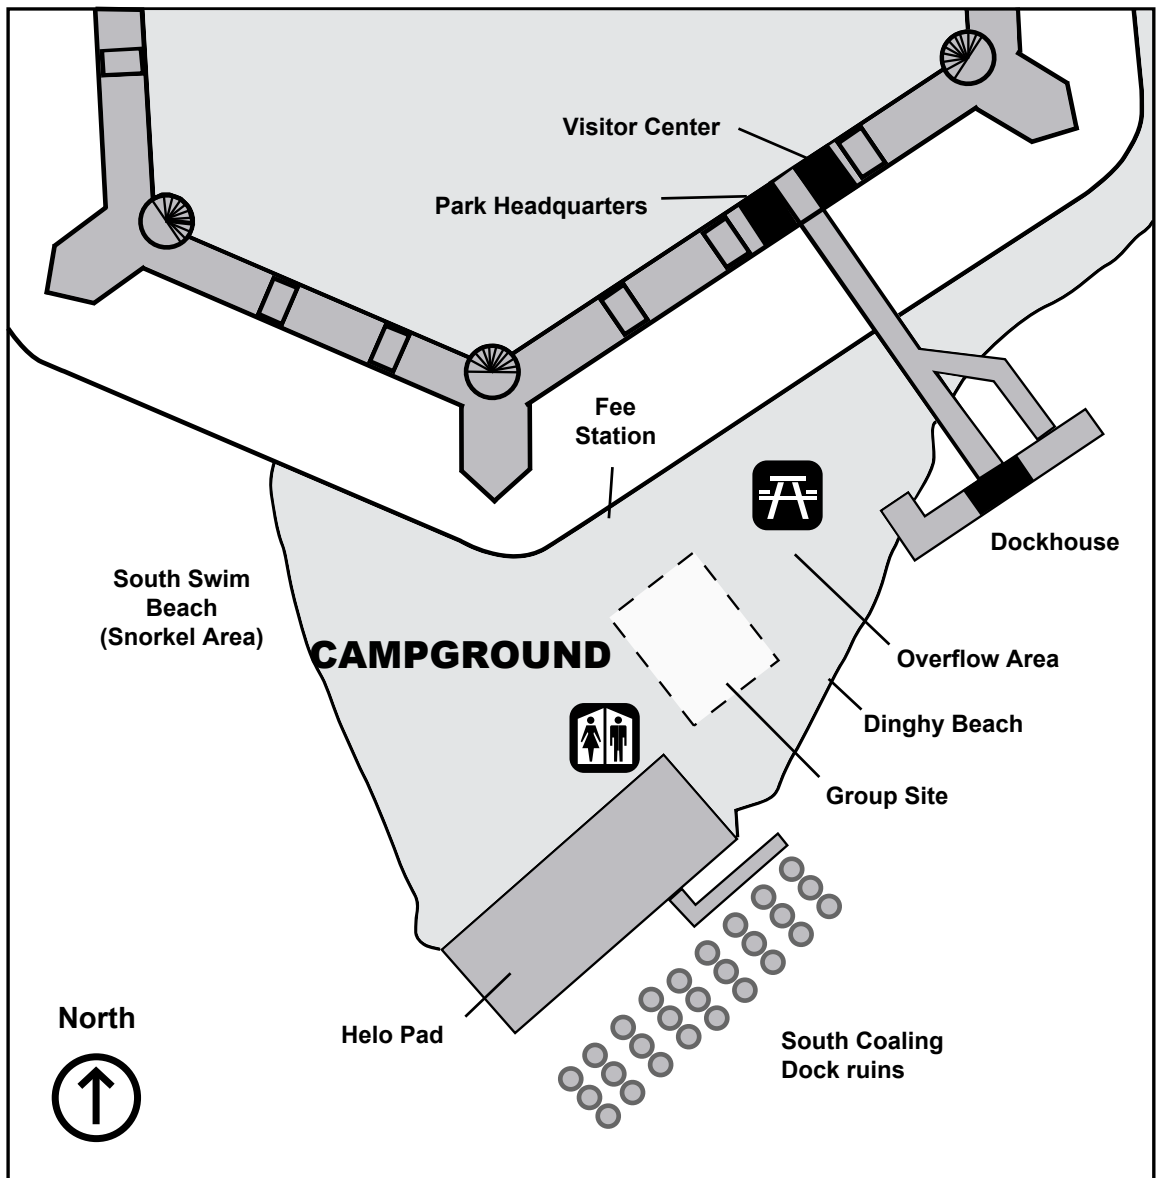 Visitor Center
Park Headquarters
Fee
Station
Dockhouse
South Swim
Beach
(Snorkel Area)
CAMPGROUND
Overflow Area
Dinghy Beach
Group Site
North
Helo Pad
South Coaling
Dock ruins